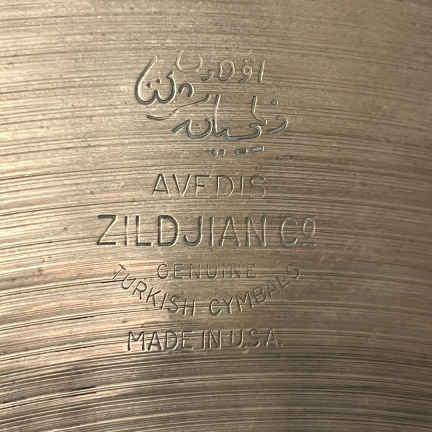 AVEDIS
ZILDJIAN CO
GENUINE
TURKISH CYMBALS
MADE IN U.S.A.